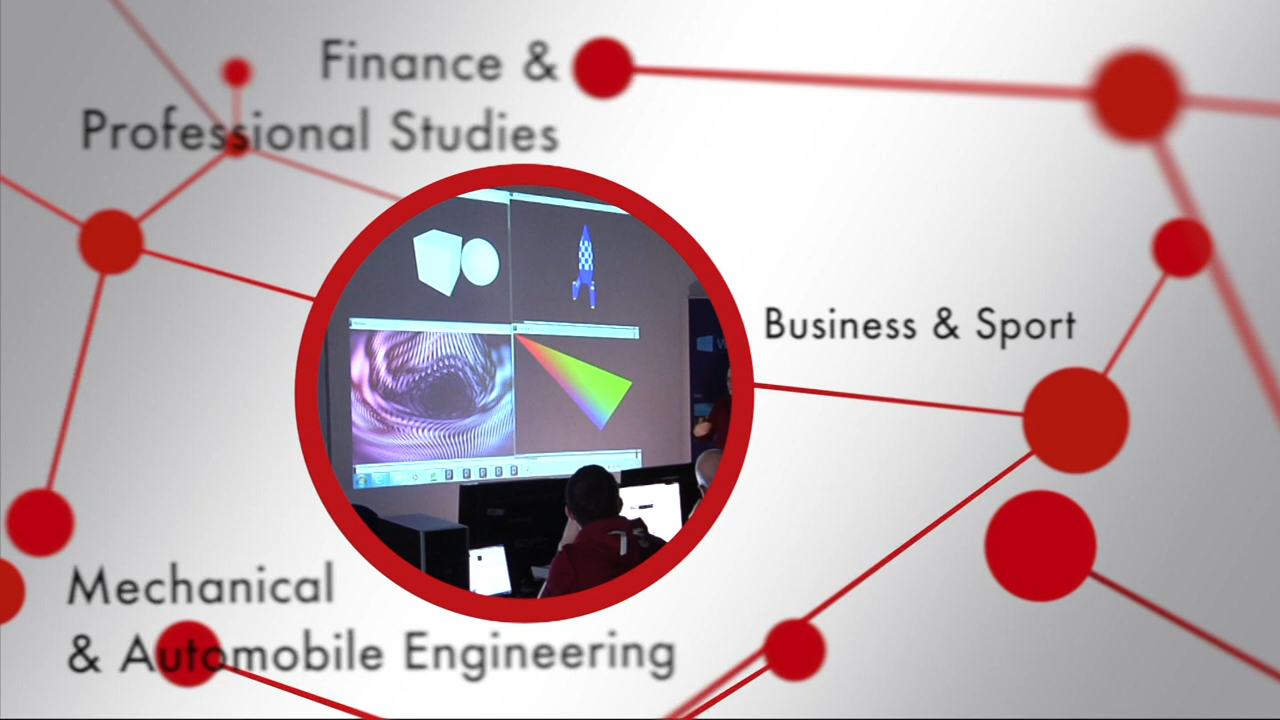 Finance &
Professional Studies
Business & Sport
Mechanical
& Automobile Engineering